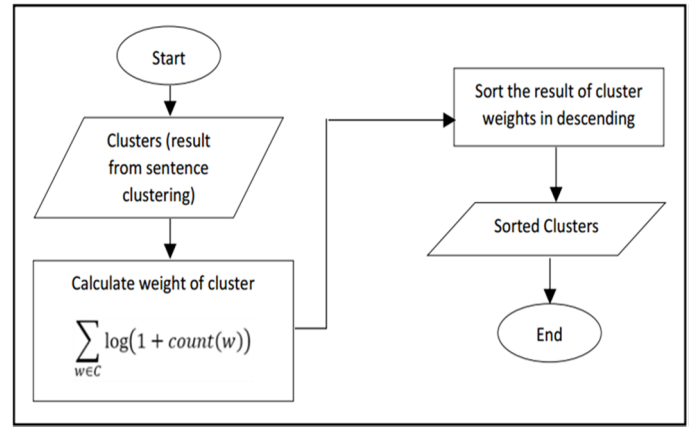 Start
Clusters (result
from sentence
clustering)
Calculate weight of cluster
∑ log(1 + count(w))
w∈C
Sort the result of cluster
weights in descending
Sorted Clusters
End